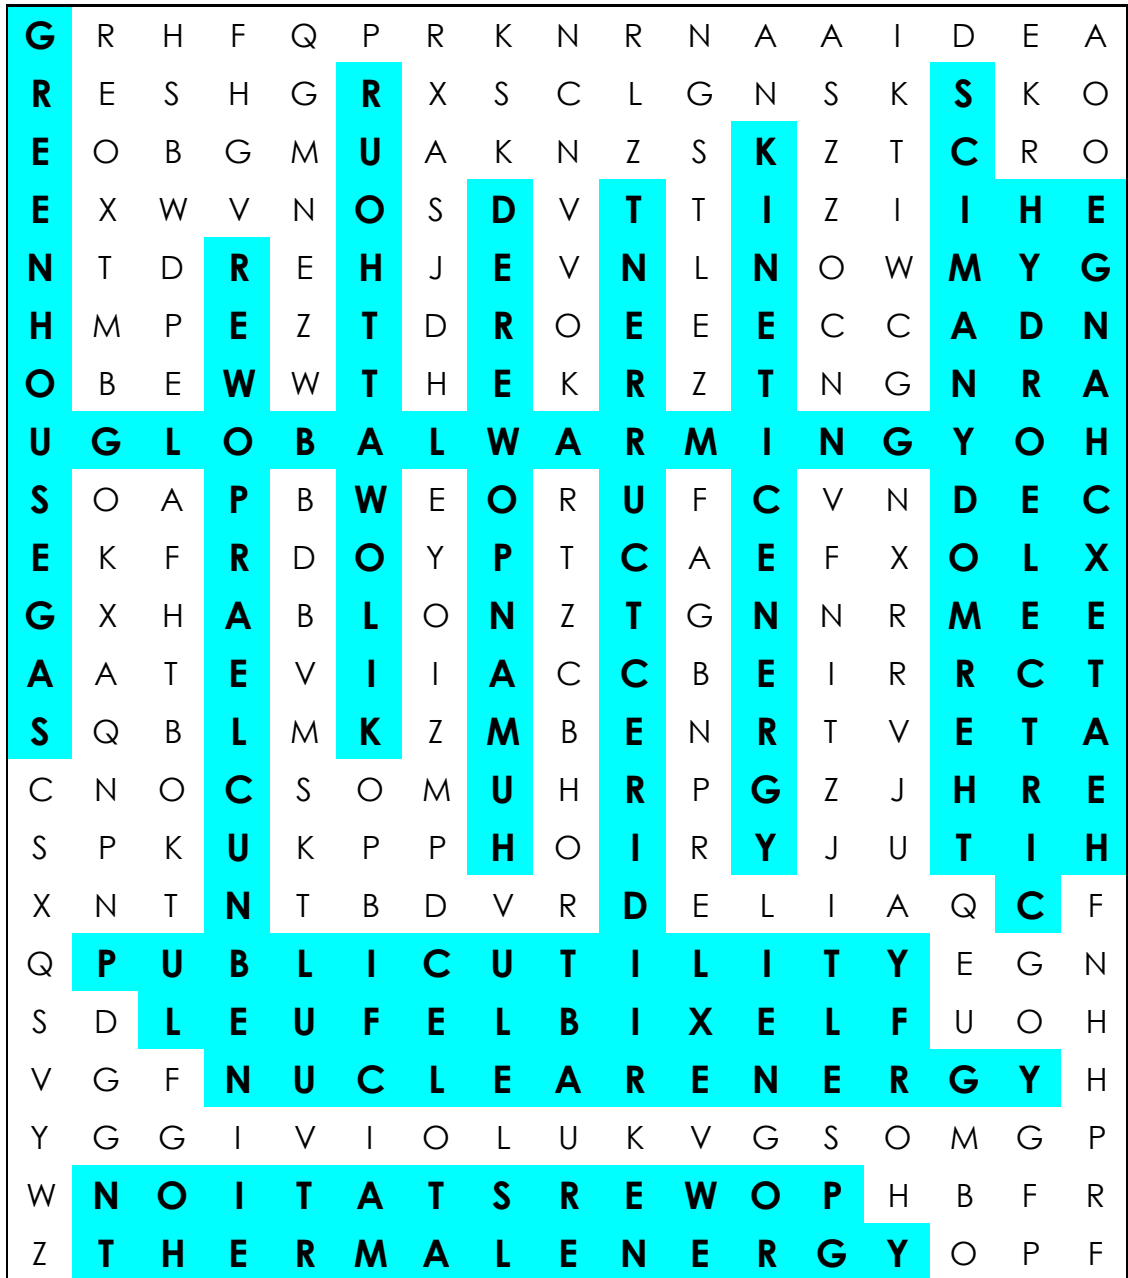 G R H F Q P R K N R N A A I D E A
R E S H G R X S C L G N S K S K O
E O B G M U A K N Z S K Z T C R O
E X W V N O S D V T T I Z I I H E
N T D R E H J E V N L N O W M Y G
H M P E Z T D R O E E E C C A D N
O B E W W T H E K R Z T N G N R A
U G L O B A L W A R M I N G Y O H
S O A P B W E O R U F C V N D E C
E K F R D O Y P T C A E F X O L X
G X H A B L O N Z T G N N R M E E
A A T E V I I A C C B E I R R C T
S Q B L M K Z M B E N R T V E T A
C N O C S O M U H R P G Z J H R E
S P K U K P P H O I R Y J U T I H
X N T N T B D V R D E L I A Q C F
Q P U B L I C U T I L I T Y E G N
S D L E U F E L B I X E L F U O H
V G F N U C L E A R E N E R G Y H
Y G G I V I O L U K V G S O M G P
W N O I T A T S R E W O P H B F R
Z T H E R M A L E N E R G Y O P F